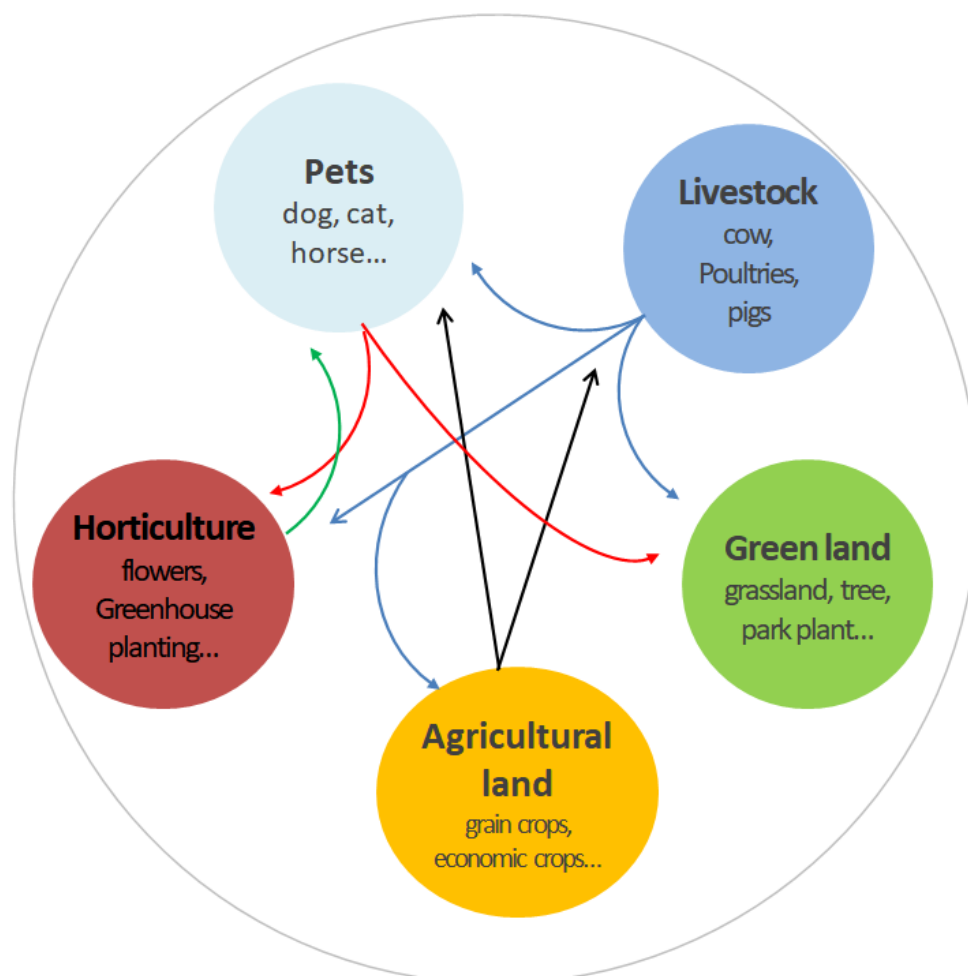 Pets
dog, cat,
horse...
Livestock
cow,
Poultries,
pigs
Horticulture
flowers,
Greenhouse
planting...
Green land
grassland, tree,
park plant...
Agricultural
land
grain crops,
economic crops...